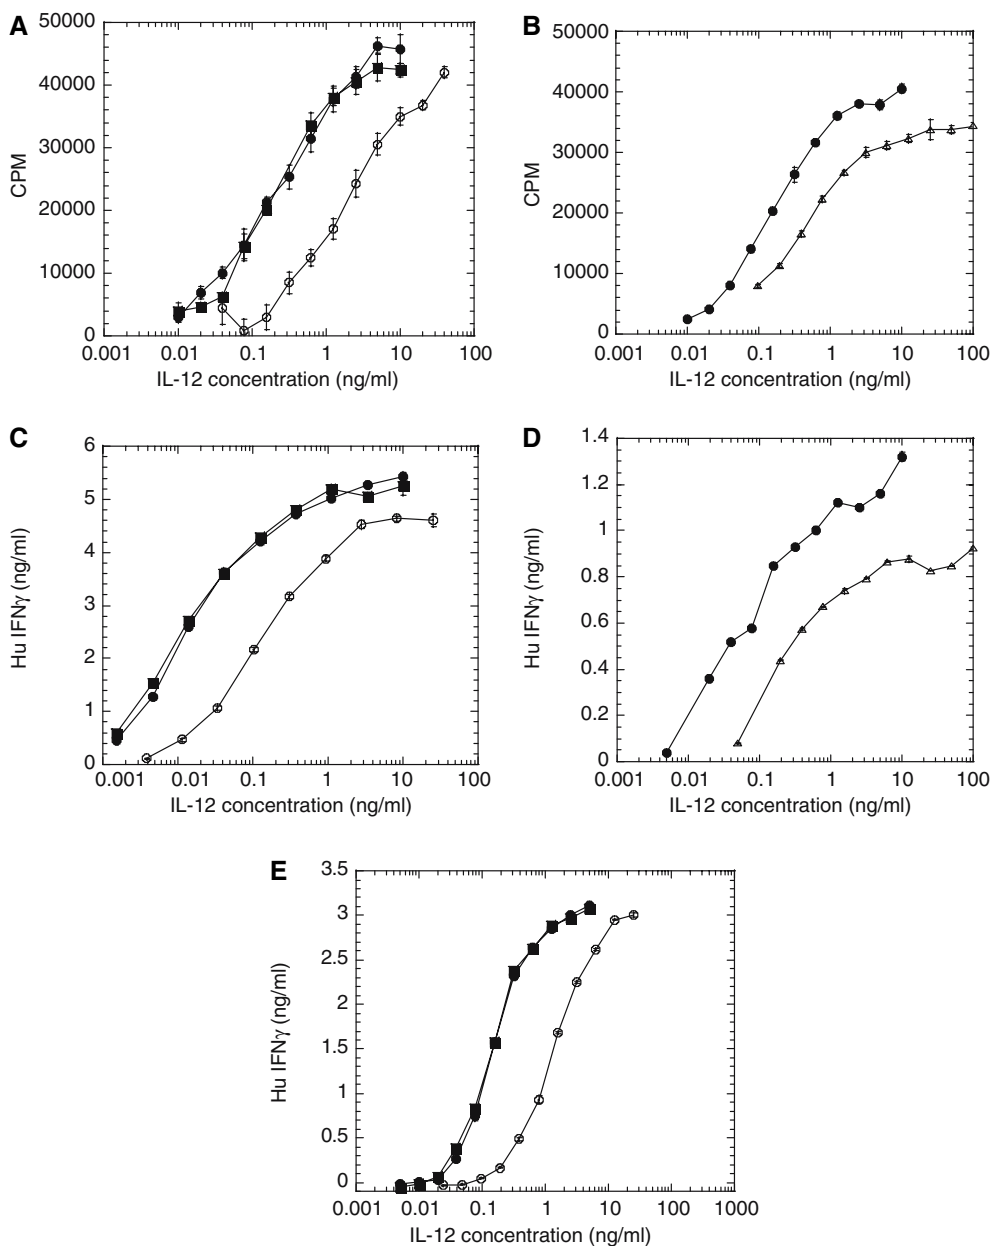 A
50000
40000
30000
20000
10000
0
CPM
0.001 0.01 0.1 1 10 100
IL-12 concentration (ng/ml)
B
50000
40000
30000
20000
10000
0
CPM
0.001 0.01 0.1 1 10 100
IL-12 concentration (ng/ml)
C
6
5
4
3
2
1
0
Hu IFNγ (ng/ml)
0.001 0.01 0.1 1 10 100
IL-12 concentration (ng/ml)
D
1.4
1.2
1
0.8
0.6
0.4
0.2
0
Hu IFNγ (ng/ml)
0.001 0.01 0.1 1 10 100
IL-12 concentration (ng/ml)
E
3.5
3
2.5
2
1.5
1
0.5
0
Hu IFNγ (ng/ml)
0.001 0.01 0.1 1 10 100 1000
IL-12 concentration (ng/ml)